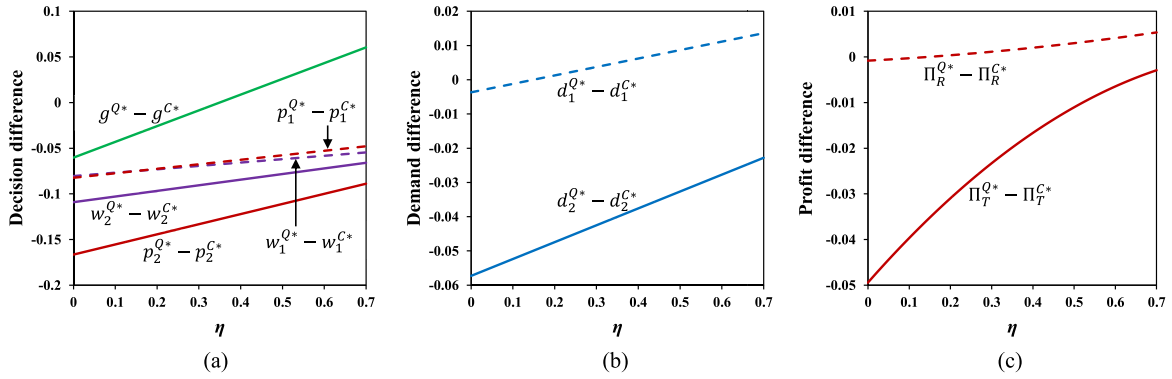 Decision difference
0.1
0.05
0
-0.05
-0.1
-0.15
-0.2
0 0.1 0.2 0.3 0.4 0.5 0.6 0.7
η
g^{Q*} − g^{C*}
p_1^{Q*} − p_1^{C*}
w_2^{Q*} − w_2^{C*}
w_1^{Q*} − w_1^{C*}
p_2^{Q*} − p_2^{C*}
(a)
Demand difference
0.02
0.01
0
-0.01
-0.02
-0.03
-0.04
-0.05
-0.06
0 0.1 0.2 0.3 0.4 0.5 0.6 0.7
η
d_1^{Q*} − d_1^{C*}
d_2^{Q*} − d_2^{C*}
(b)
Profit difference
0.01
0
-0.01
-0.02
-0.03
-0.04
-0.05
0 0.1 0.2 0.3 0.4 0.5 0.6 0.7
η
Π_R^{Q*} − Π_R^{C*}
Π_T^{Q*} − Π_T^{C*}
(c)